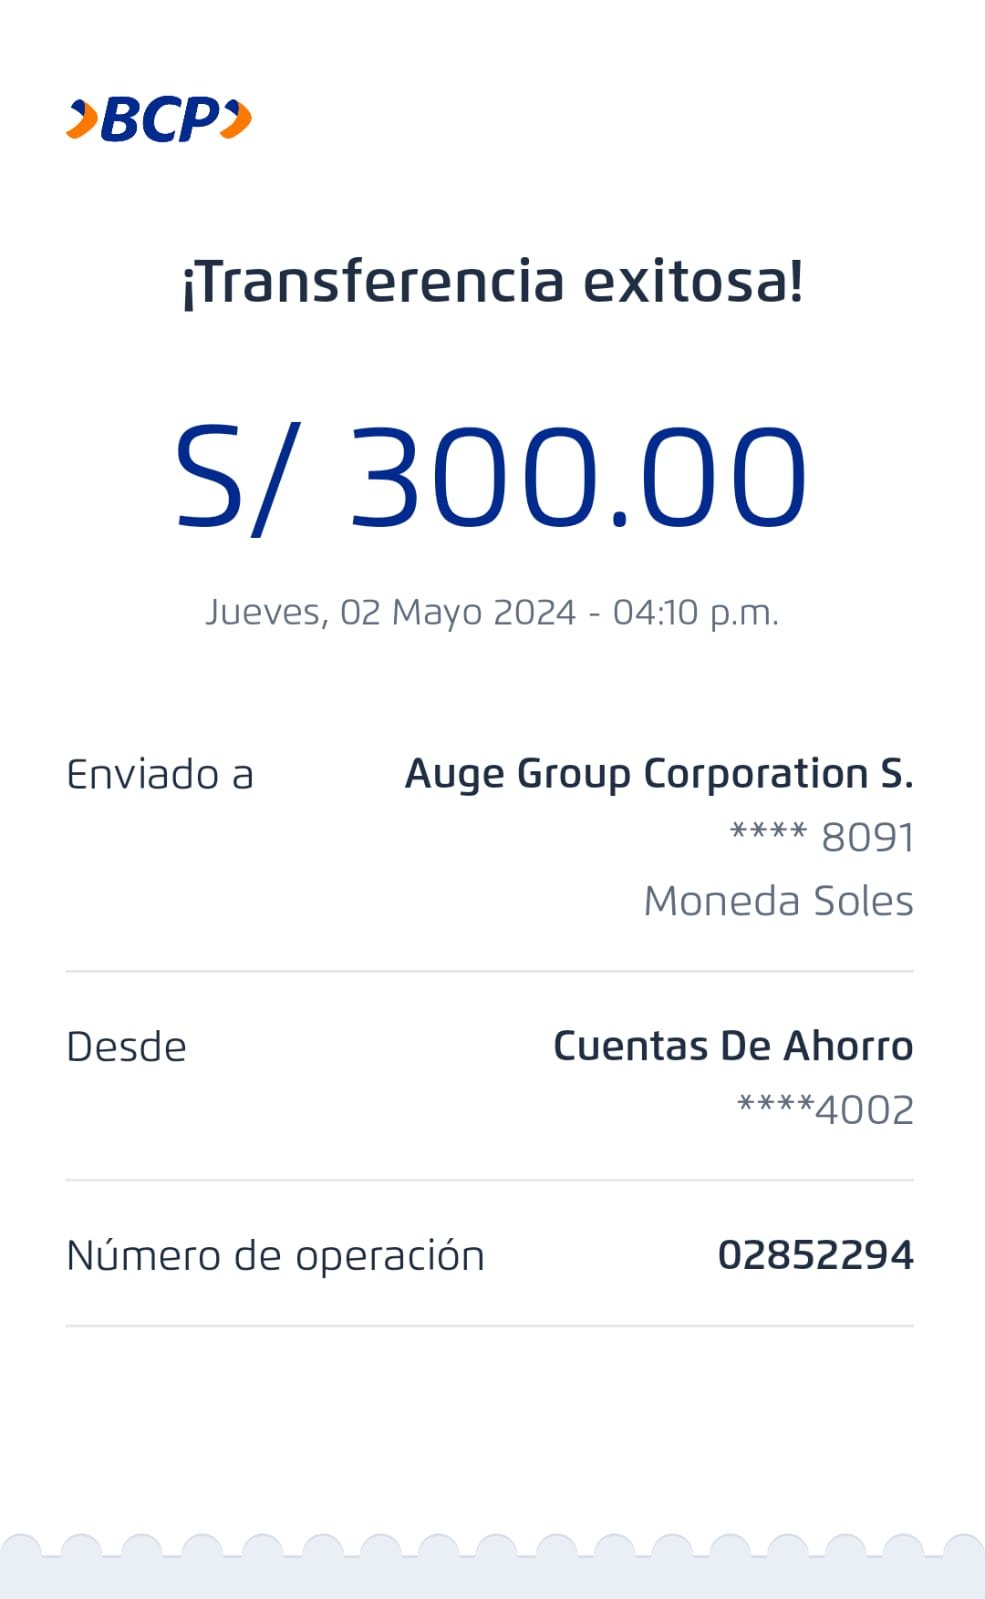 BCP
¡Transferencia exitosa!
S/ 300.00
Jueves, 02 Mayo 2024 - 04:10 p.m.
Enviado a Auge Group Corporation S.
**** 8091
Moneda Soles
Desde Cuentas De Ahorro
****4002
Número de operación 02852294